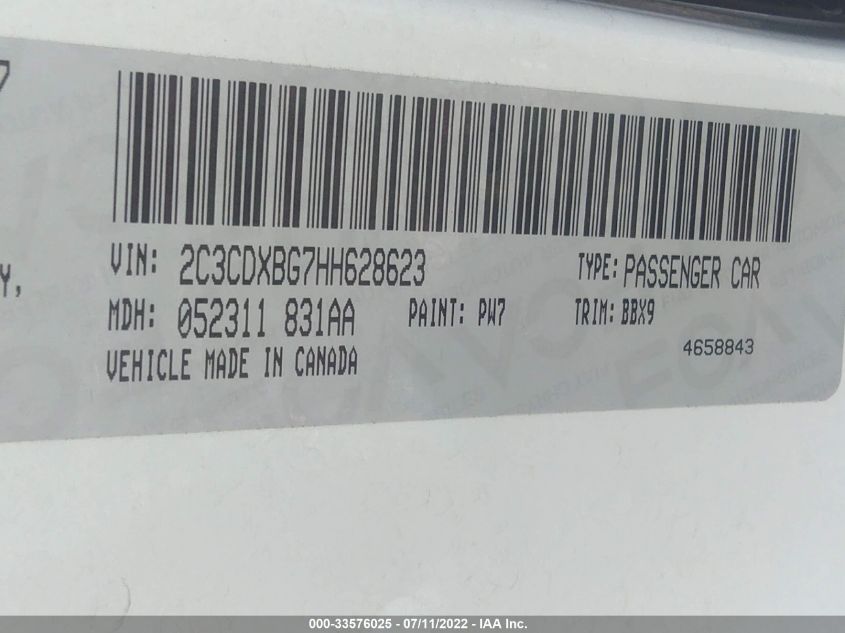 7
VIN: 2C3CDXBG7HH628623 TYPE: PASSENGER CAR
Y,
MDH: 052311 831AA PAINT: PW7 TRIM: BBX9
VEHICLE MADE IN CANADA 4658843
000-33576025 - 07/11/2022 - IAA Inc.